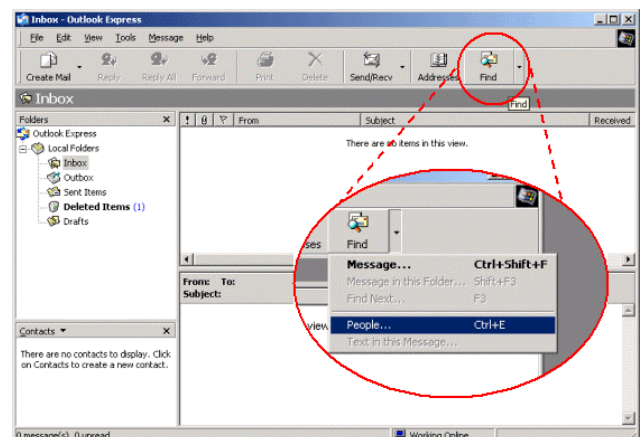 Inbox - Outlook Express
File Edit View Tools Message Help
Create Mail Reply Reply All Forward Print Delete Send/Recv Addresses Find
Inbox
Find
Folders
! From Subject Received
Outlook Express
There are no items in this view.
Local Folders
Inbox
Outbox
Sent Items
Deleted Items (1)
Drafts
sses Find
Message... Ctrl+Shift+F
Message in this Folder... Shift+F3
Find Next... F3
People... Ctrl+E
Text in this Message...
From: To:
Subject:
view
Contacts
There are no contacts to display. Click
on Contacts to create a new contact.
0 message(s), 0 unread
Working Online